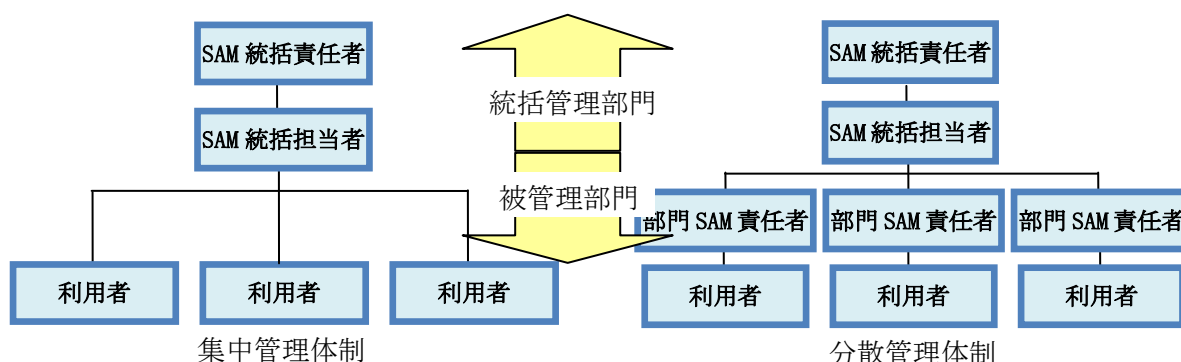 SAM 統括責任者
SAM 統括担当者
利用者
利用者
利用者
集中管理体制
統括管理部門
被管理部門
SAM 統括責任者
SAM 統括担当者
部門 SAM 責任者
部門 SAM 責任者
部門 SAM 責任者
利用者
利用者
利用者
分散管理体制